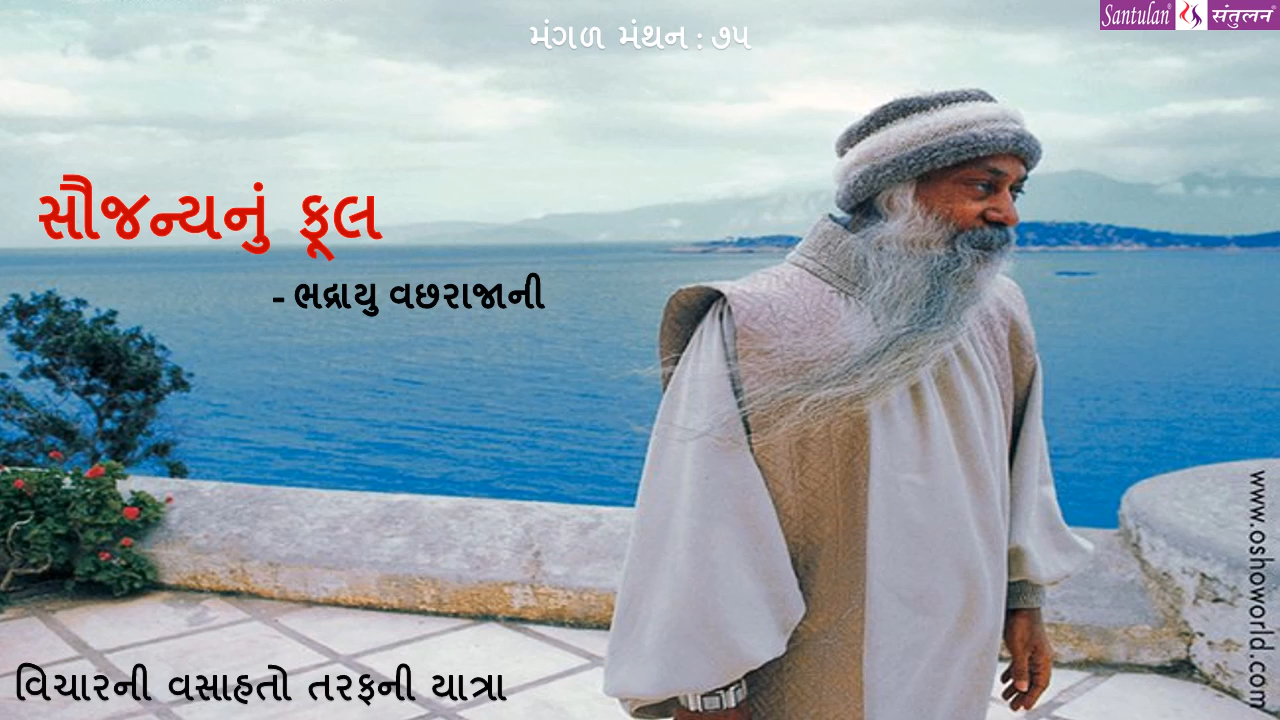 Santulan® संतुलन®
મંગળ મંથન : ૭૫
સૌજન્યનું ફૂલ
- ભદ્રાયુ વછરાજાની
www.oshoworld.com
વિચારની વસાહતો તરફની યાત્રા